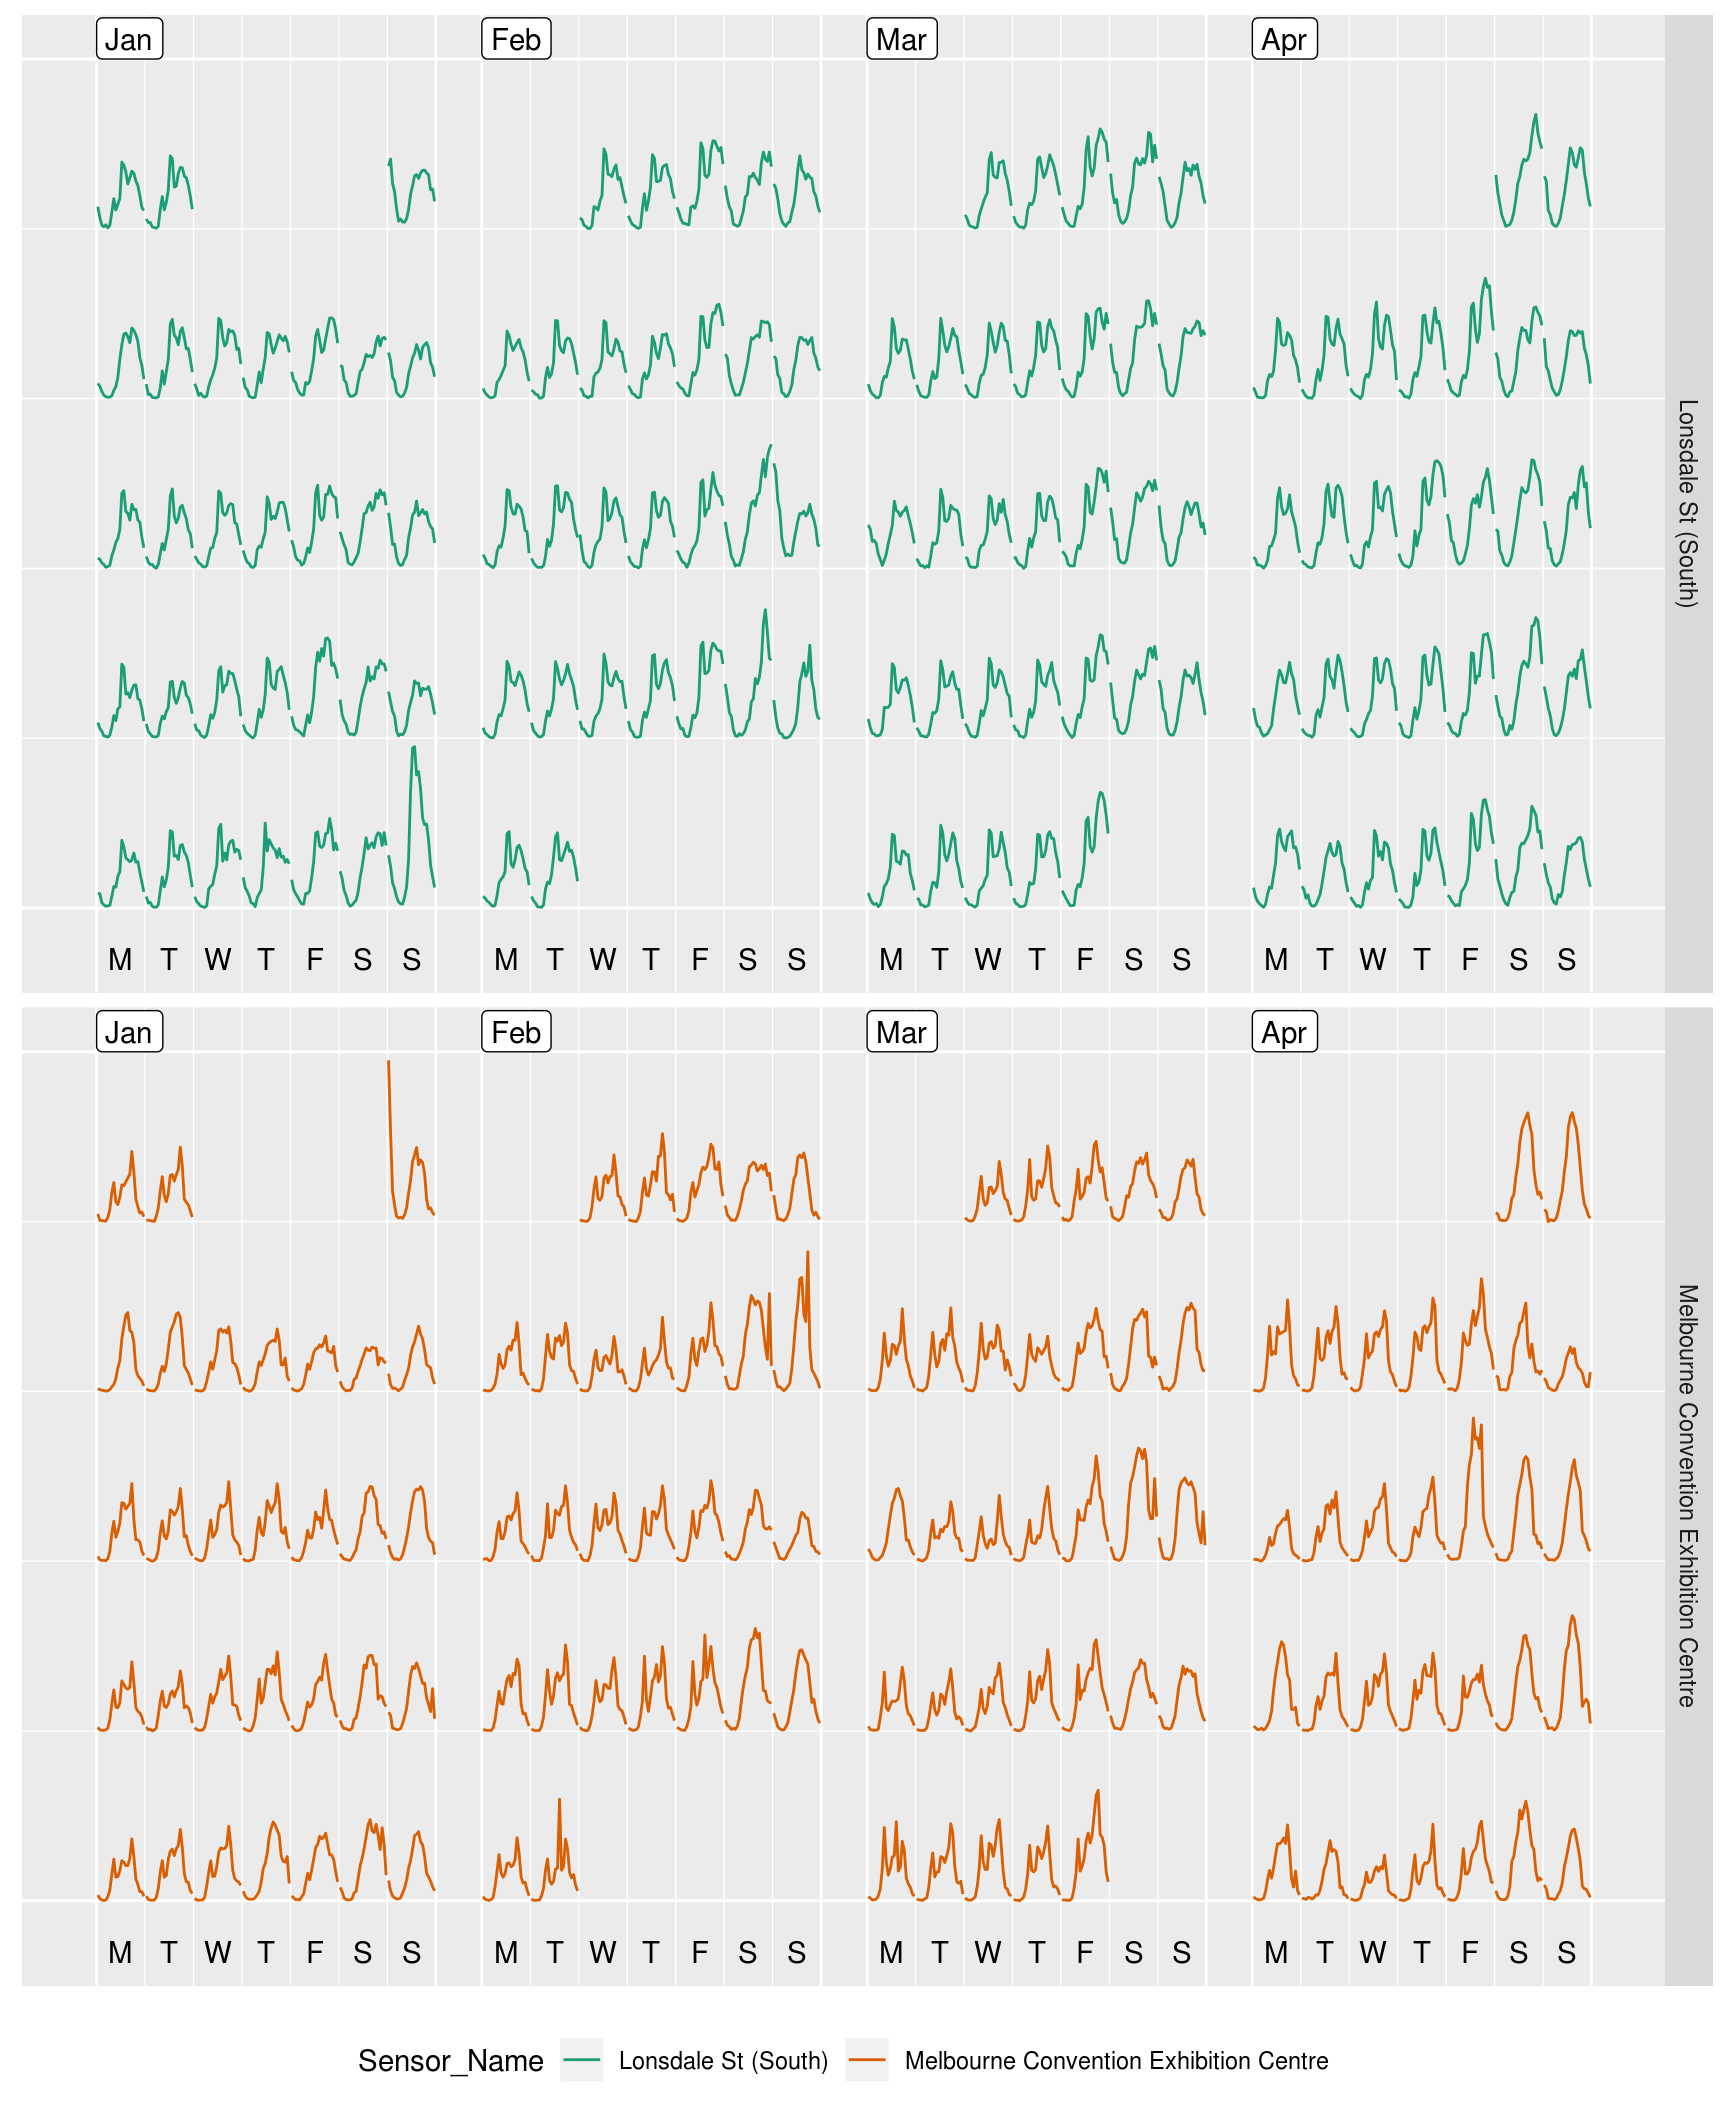 Jan Feb Mar Apr
Lonsdale St (South)
M T W T F S S M T W T F S S M T W T F S S M T W T F S S
Jan Feb Mar Apr
Melbourne Convention Exhibition Centre
M T W T F S S M T W T F S S M T W T F S S M T W T F S S
Sensor_Name Lonsdale St (South) Melbourne Convention Exhibition Centre